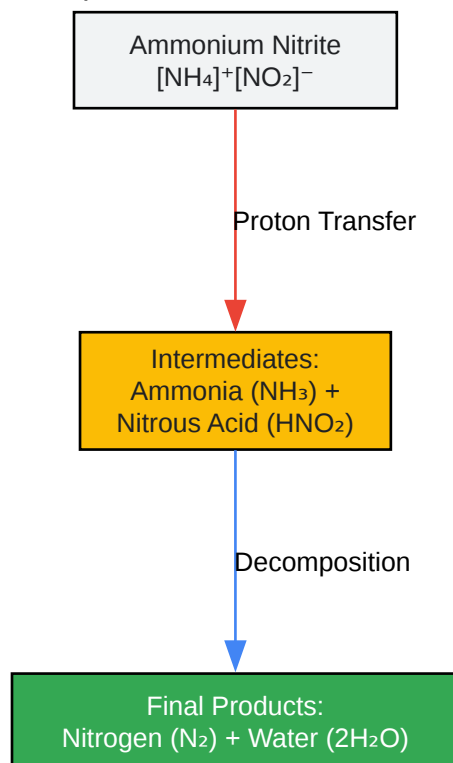 Ammonium Nitrite
[NH₄]⁺[NO₂]⁻
Proton Transfer
Intermediates:
Ammonia (NH₃) +
Nitrous Acid (HNO₂)
Decomposition
Final Products:
Nitrogen (N₂) + Water (2H₂O)